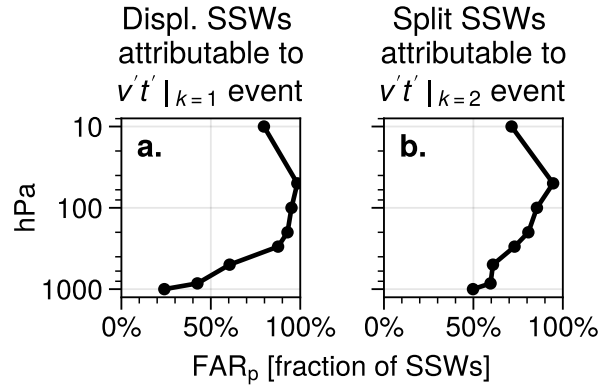 Displ. SSWs
attributable to
v't'|k=1 event
Split SSWs
attributable to
v't'|k=2 event
a.
b.
hPa
10
100
1000
0%
50%
100%
0%
50%
100%
FARp [fraction of SSWs]